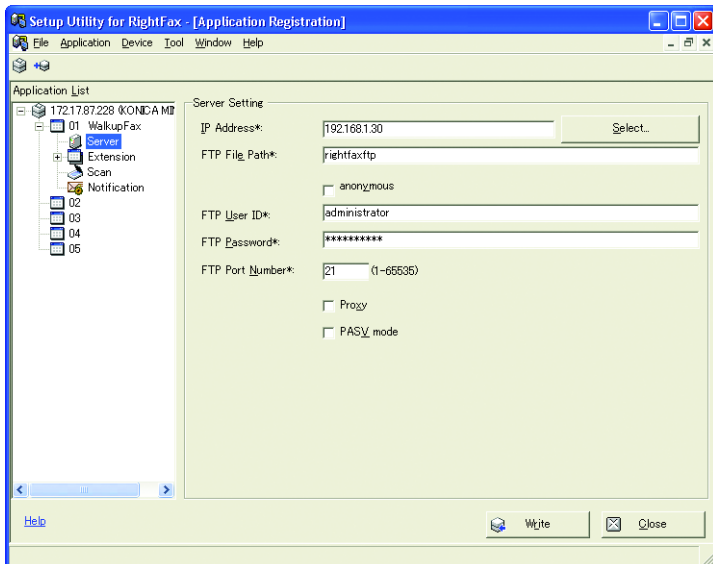 Setup Utility for RightFax - [Application Registration]
File Application Device Tool Window Help
Application List
172.17.87.228 (KONICA MI
01 WalkupFax
Server
Extension
Scan
Notification
02
03
04
05
Server Setting
IP Address*: 192.168.1.30 Select...
FTP File Path*: rightfaxftp
anonymous
FTP User ID*: administrator
FTP Password*: **********
FTP Port Number*: 21 (1-65535)
Proxy
PASV mode
Help
Write Close